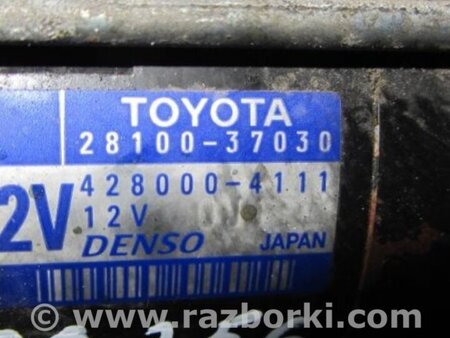 TOYOTA
28100-37030
428000-4111
2V 12V
DENSO JAPAN
© www.razborki.com